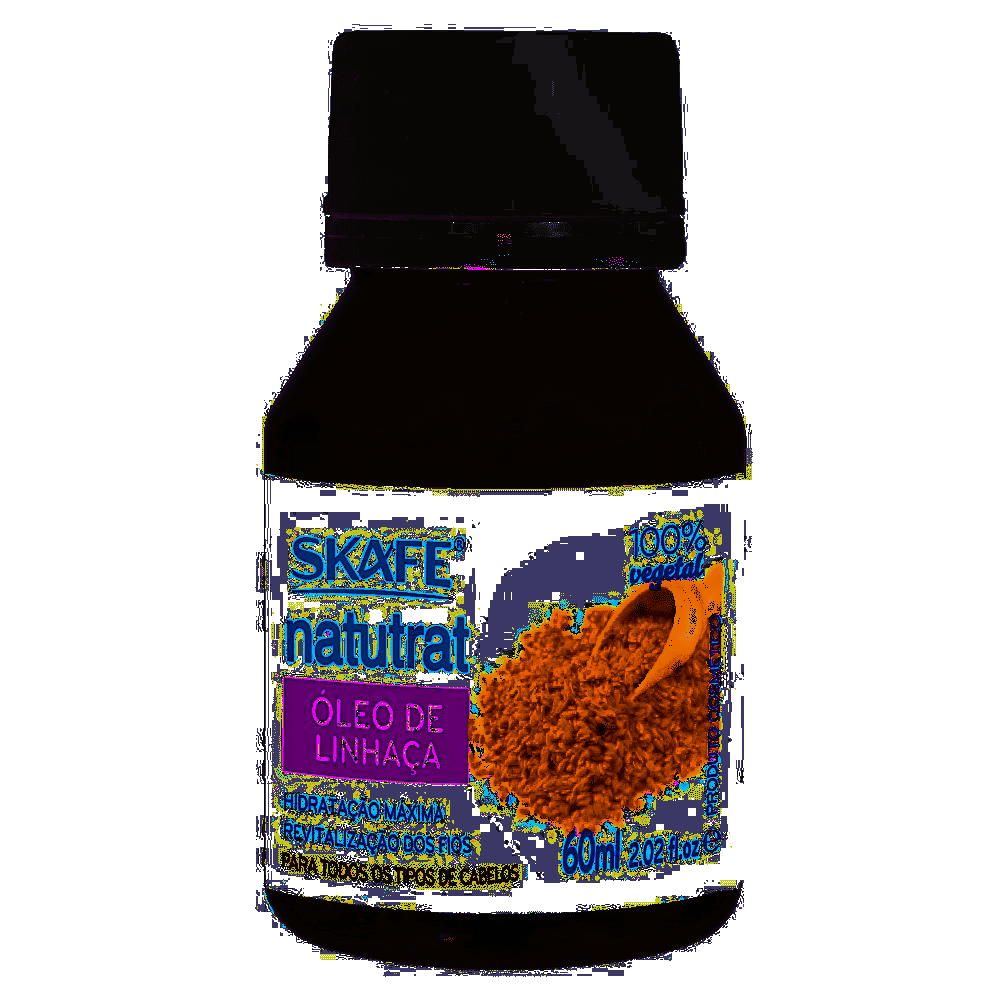 SKAFE®
natutrat
ÓLEO DE
LINHAÇA
HIDRATAÇÃO MÁXIMA
REVITALIZAÇÃO DOS FIOS
PARA TODOS OS TIPOS DE CABELOS
100%
vegetal
60ml 2.02 fl.oz